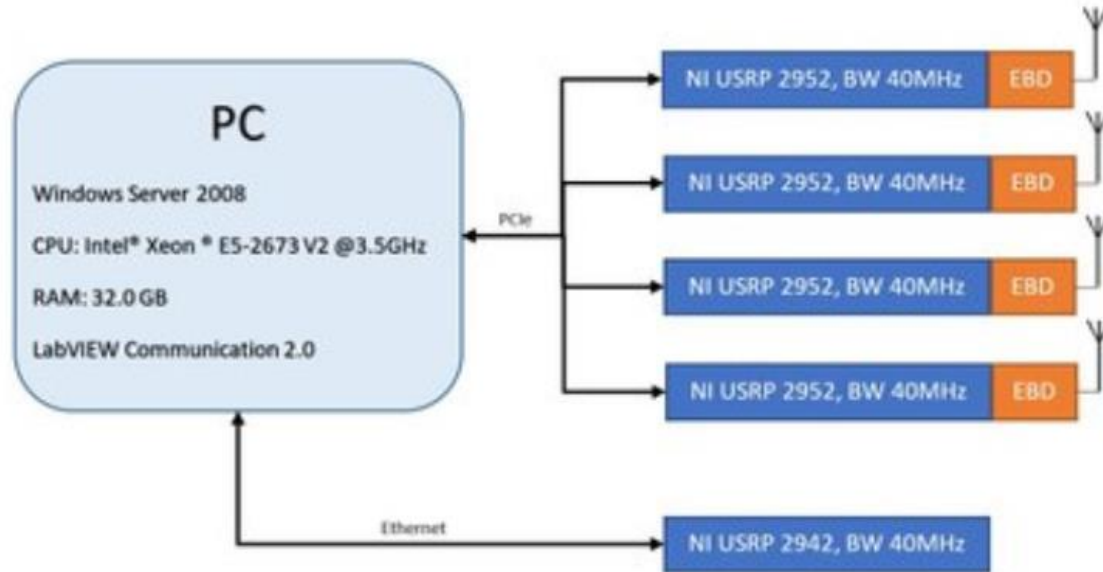 PC
Windows Server 2008
CPU: Intel® Xeon ® E5-2673 V2 @3.5GHz
RAM: 32.0 GB
LabVIEW Communication 2.0
PCIe
NI USRP 2952, BW 40MHz EBD
NI USRP 2952, BW 40MHz EBD
NI USRP 2952, BW 40MHz EBD
NI USRP 2952, BW 40MHz EBD
Ethernet
NI USRP 2942, BW 40MHz